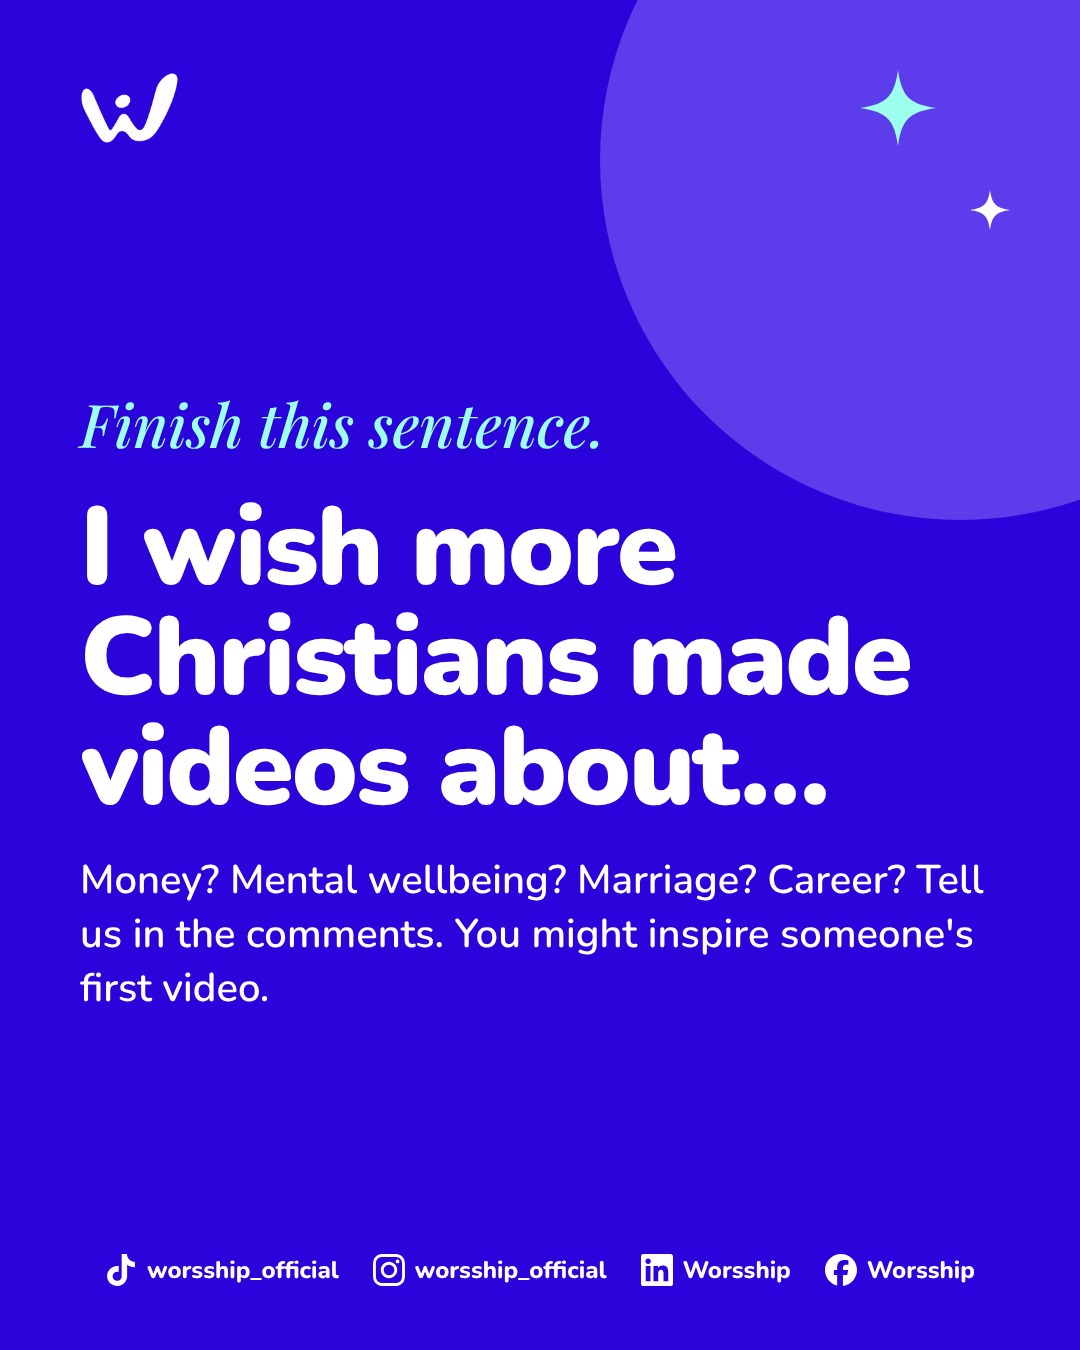 Finish this sentence.
I wish more
Christians made
videos about...
Money? Mental wellbeing? Marriage? Career? Tell
us in the comments. You might inspire someone's
first video.
worsship_official worsship_official Worsship Worsship